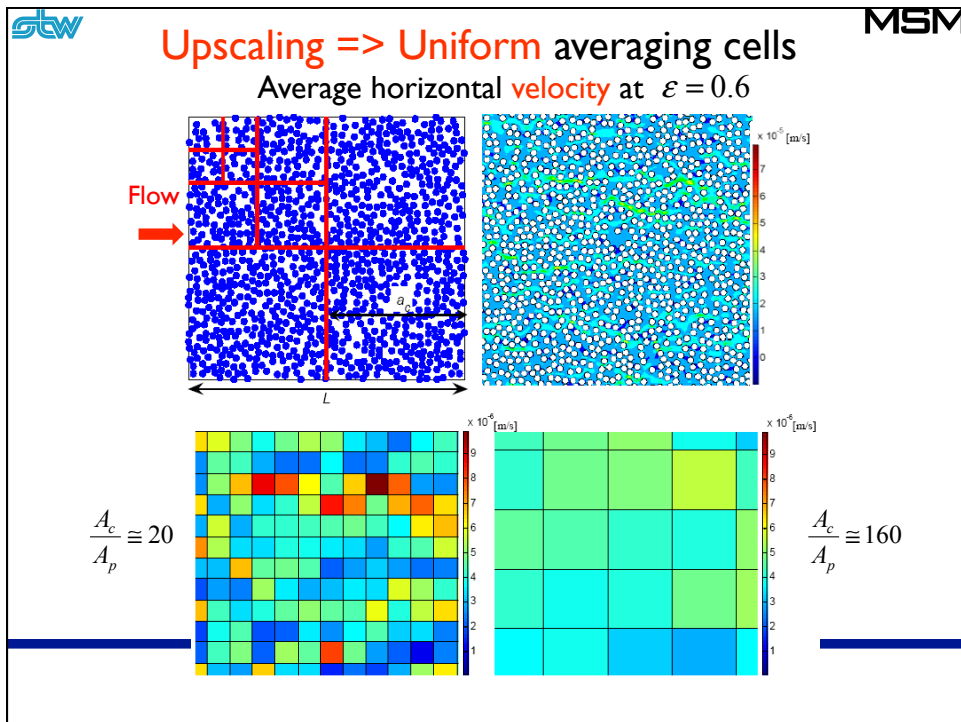 stw
MSM
Upscaling => Uniform averaging cells
Average horizontal velocity at ε = 0.6
Flow
a_c
L
x 10^-5 [m/s]
7
6
5
4
3
2
1
0
A_c/A_p ≅ 20
x 10^-6 [m/s]
9
8
7
6
5
4
3
2
1
x 10^-6 [m/s]
9
8
7
6
5
4
3
2
1
A_c/A_p ≅ 160